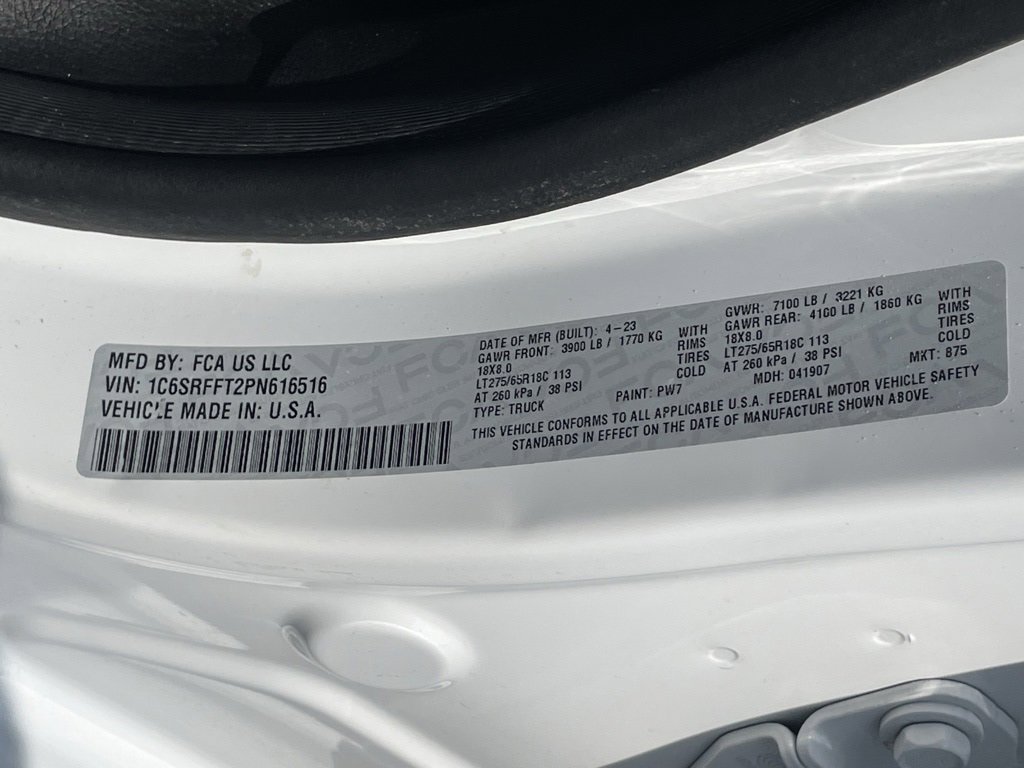 MFD BY: FCA US LLC
VIN: 1C6SRFFT2PN616516
VEHICLE MADE IN: U.S.A.
DATE OF MFR (BUILT): 4-23
GAWR FRONT: 3900 LB / 1770 KG WITH
18X8.0 RIMS
LT275/65R18C 113 TIRES
AT 260 kPa / 38 PSI COLD
TYPE: TRUCK PAINT: PW7
GVWR: 7100 LB / 3221 KG
GAWR REAR: 4100 LB / 1860 KG WITH
18X8.0 RIMS
LT275/65R18C 113 TIRES
AT 260 kPa / 38 PSI COLD
MDH: 041907 MKT: 875
THIS VEHICLE CONFORMS TO ALL APPLICABLE U.S.A. FEDERAL MOTOR VEHICLE SAFETY
STANDARDS IN EFFECT ON THE DATE OF MANUFACTURE SHOWN ABOVE.